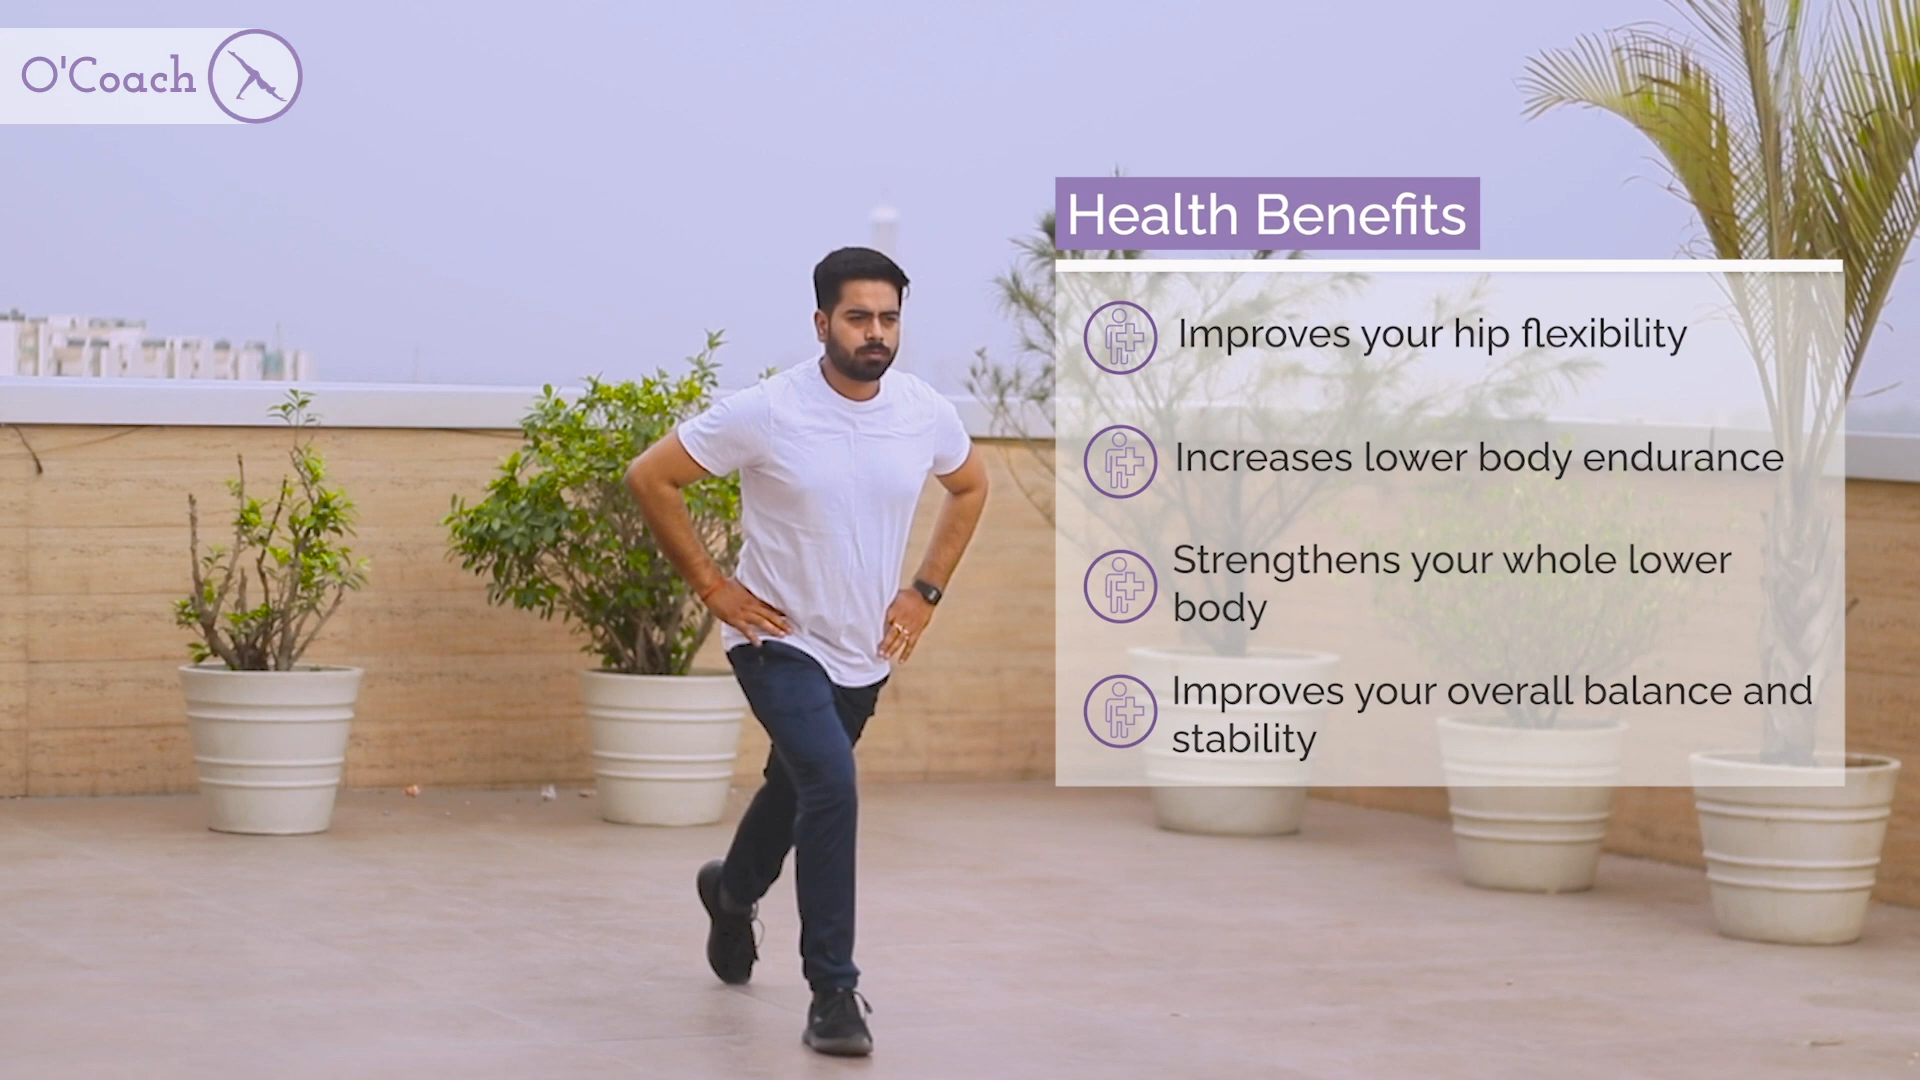 O'Coach
Health Benefits
Improves your hip flexibility
Increases lower body endurance
Strengthens your whole lower
body
Improves your overall balance and
stability